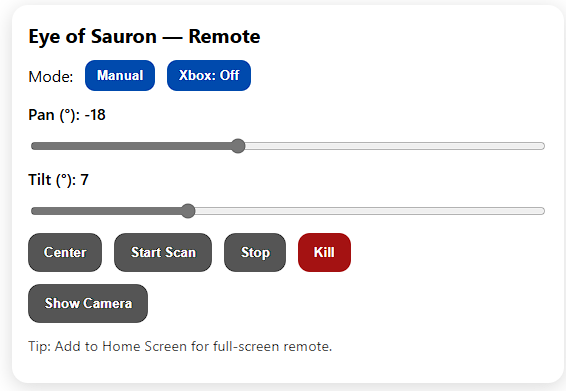 Eye of Sauron — Remote
Mode: Manual Xbox: Off
Pan (°): -18
Tilt (°): 7
Center Start Scan Stop Kill
Show Camera
Tip: Add to Home Screen for full-screen remote.